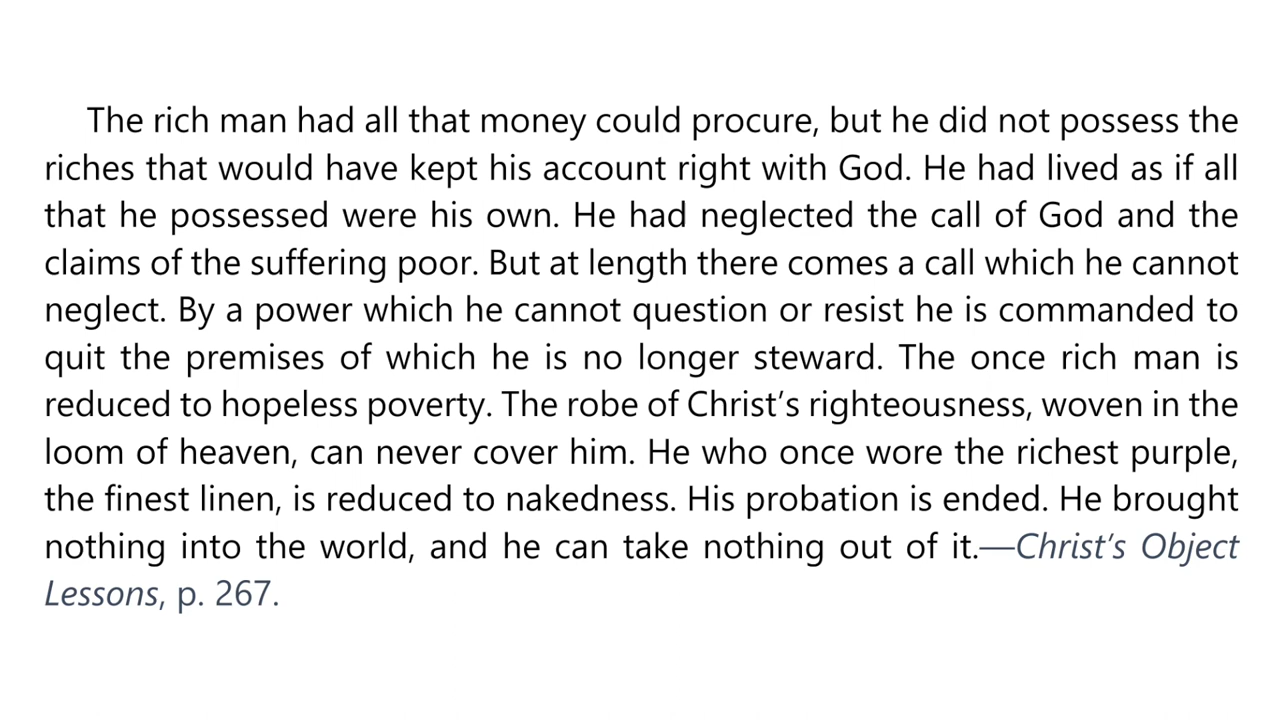 The rich man had all that money could procure, but he did not possess the
riches that would have kept his account right with God. He had lived as if all
that he possessed were his own. He had neglected the call of God and the
claims of the suffering poor. But at length there comes a call which he cannot
neglect. By a power which he cannot question or resist he is commanded to
quit the premises of which he is no longer steward. The once rich man is
reduced to hopeless poverty. The robe of Christ’s righteousness, woven in the
loom of heaven, can never cover him. He who once wore the richest purple,
the finest linen, is reduced to nakedness. His probation is ended. He brought
nothing into the world, and he can take nothing out of it.—Christ’s Object
Lessons, p. 267.